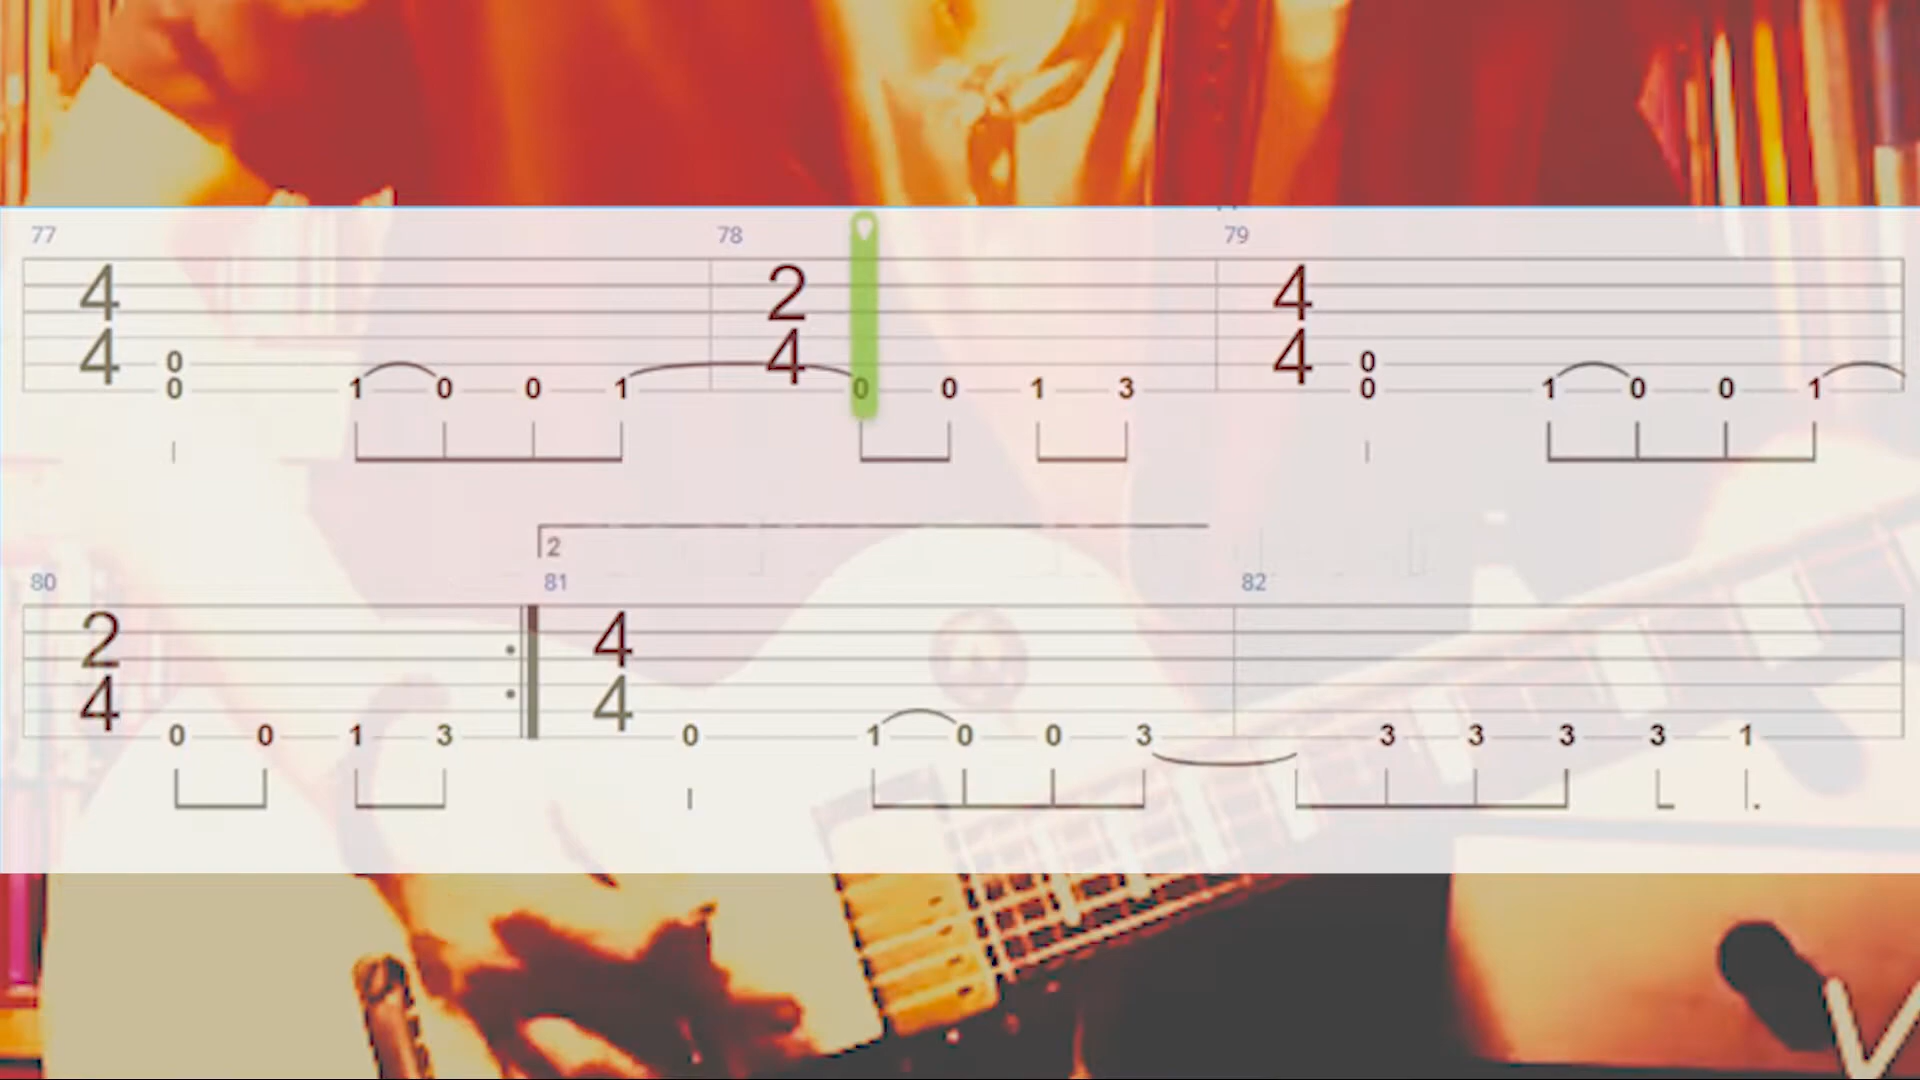 77 78 79
4 2 4
4 0 4 4 0
0 1 0 0 1 0 0 1 3 0 1 0 0 1
2
80 81 82
2 4
4 4
0 0 1 3 0 1 0 0 3 3 3 3 3 1